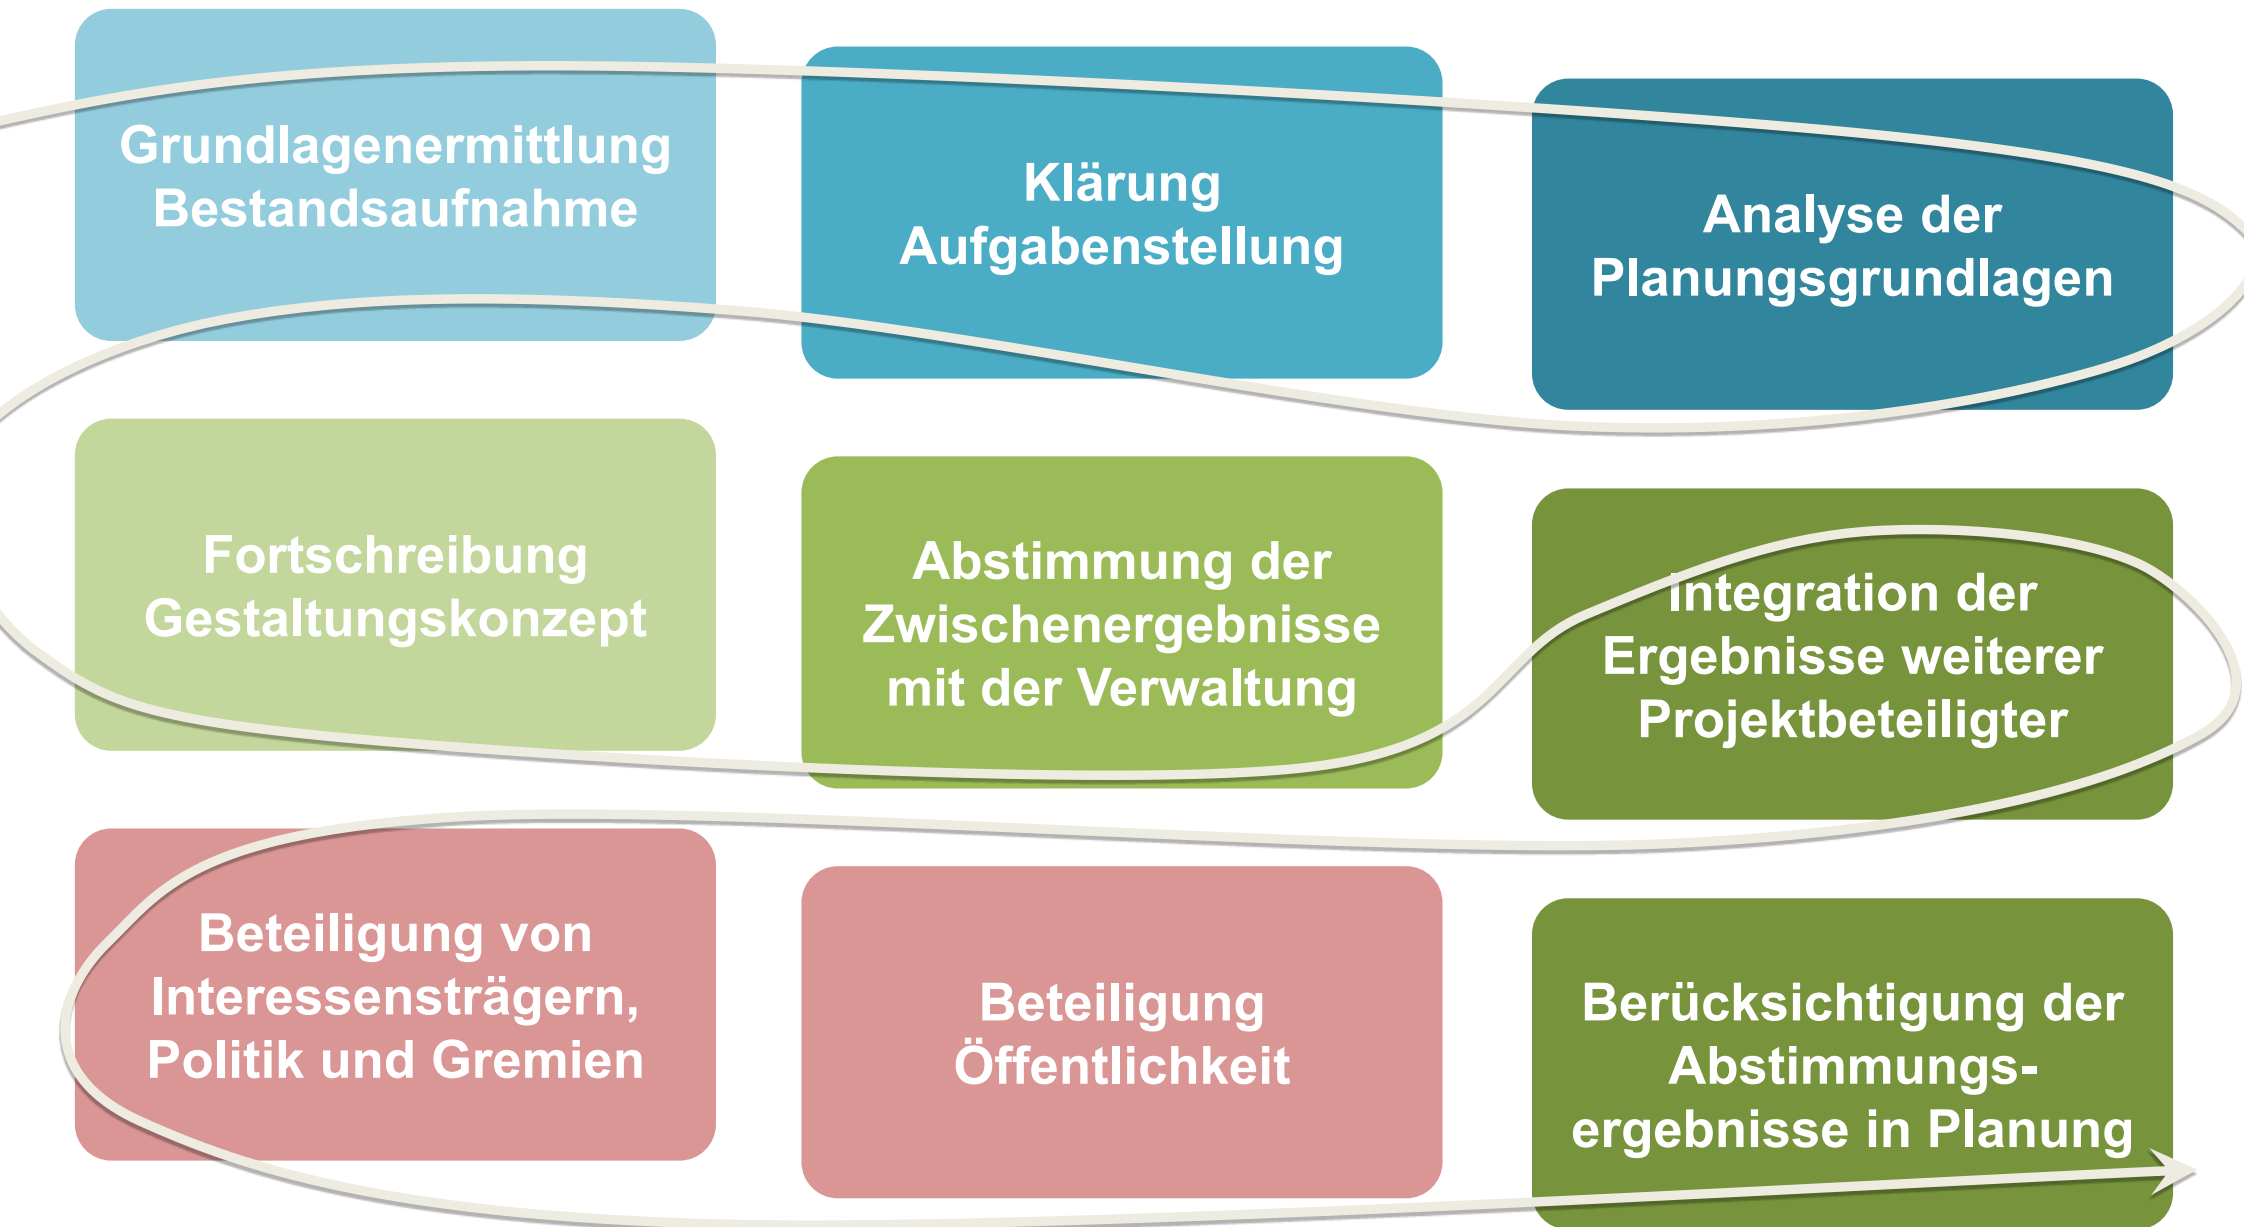 Grundlagenermittlung
Bestandsaufnahme
Klärung
Aufgabenstellung
Analyse der
Planungsgrundlagen
Fortschreibung
Gestaltungskonzept
Abstimmung der
Zwischenergebnisse
mit der Verwaltung
Integration der
Ergebnisse weiterer
Projektbeteiligter
Beteiligung von
Interessensträgern,
Politik und Gremien
Beteiligung
Öffentlichkeit
Berücksichtigung der
Abstimmungs-
ergebnisse in Planung